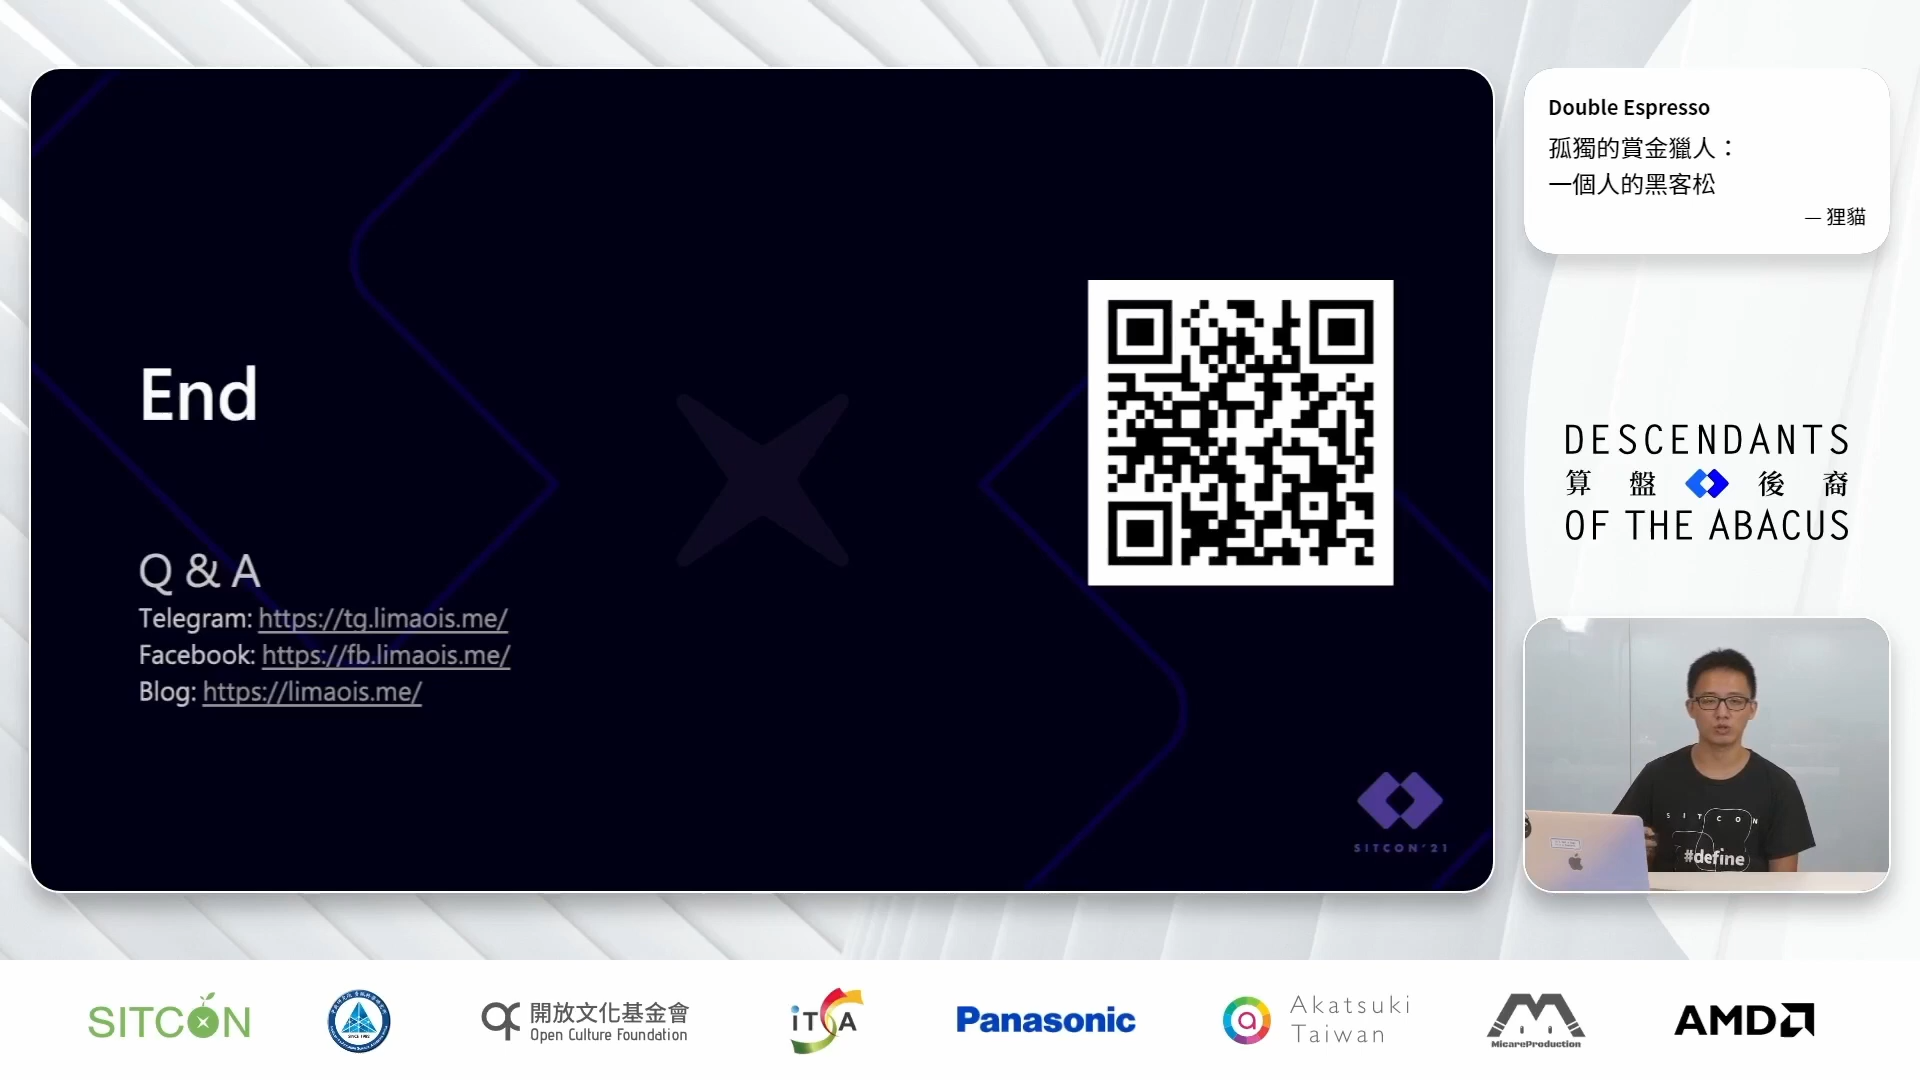 End
Q & A
Telegram: https://tg.limaois.me/
Facebook: https://fb.limaois.me/
Blog: https://limaois.me/
SITCON'21
Double Espresso
孤獨的賞金獵人：
一個人的黑客松
— 狸貓
DESCENDANTS
算盤後裔
OF THE ABACUS
SITCON
#define
SITCON
開放文化基金會
Open Culture Foundation
iTSA
Panasonic
Akatsuki
Taiwan
MicareProduction
AMD